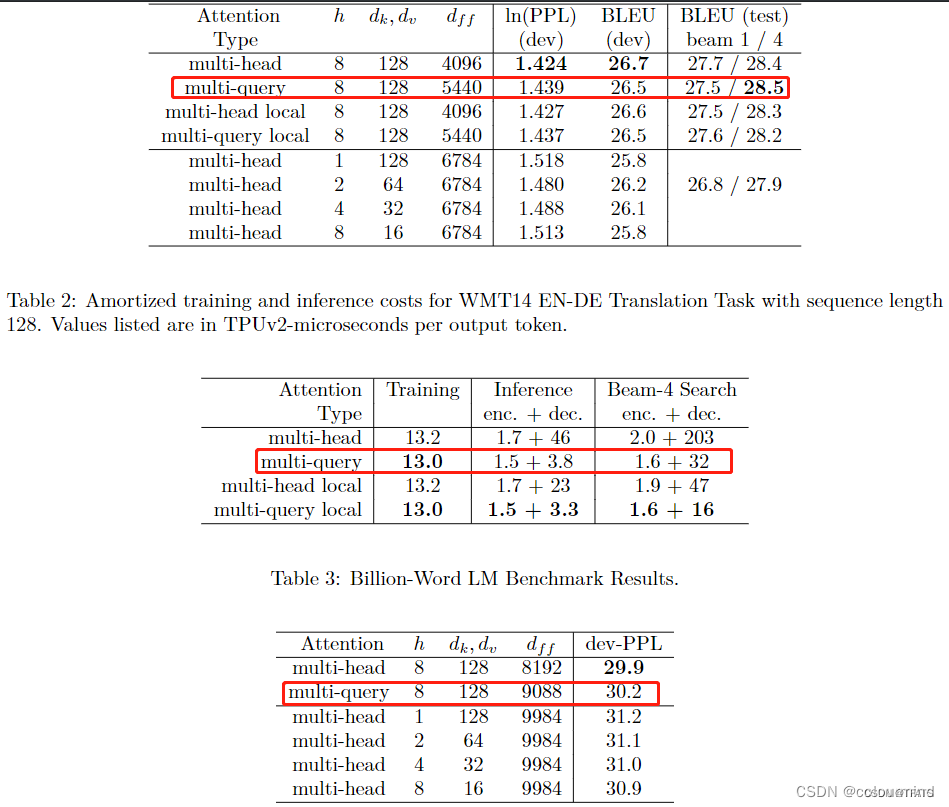 Attention h d_k, d_v d_ff ln(PPL) BLEU BLEU (test)
Type (dev) (dev) beam 1 / 4
multi-head 8 128 4096 1.424 26.7 27.7 / 28.4
multi-query 8 128 5440 1.439 26.5 27.5 / 28.5
multi-head local 8 128 4096 1.427 26.6 27.5 / 28.3
multi-query local 8 128 5440 1.437 26.5 27.6 / 28.2
multi-head 1 128 6784 1.518 25.8
multi-head 2 64 6784 1.480 26.2 26.8 / 27.9
multi-head 4 32 6784 1.488 26.1
multi-head 8 16 6784 1.513 25.8
Table 2: Amortized training and inference costs for WMT14 EN-DE Translation Task with sequence length
128. Values listed are in TPUv2-microseconds per output token.
Attention Training Inference Beam-4 Search
Type enc. + dec. enc. + dec.
multi-head 13.2 1.7 + 46 2.0 + 203
multi-query 13.0 1.5 + 3.8 1.6 + 32
multi-head local 13.2 1.7 + 23 1.9 + 47
multi-query local 13.0 1.5 + 3.3 1.6 + 16
Table 3: Billion-Word LM Benchmark Results.
Attention h d_k, d_v d_ff dev-PPL
multi-head 8 128 8192 29.9
multi-query 8 128 9088 30.2
multi-head 1 128 9984 31.2
multi-head 2 64 9984 31.1
multi-head 4 32 9984 31.0
multi-head 8 16 9984 30.9
CSDN